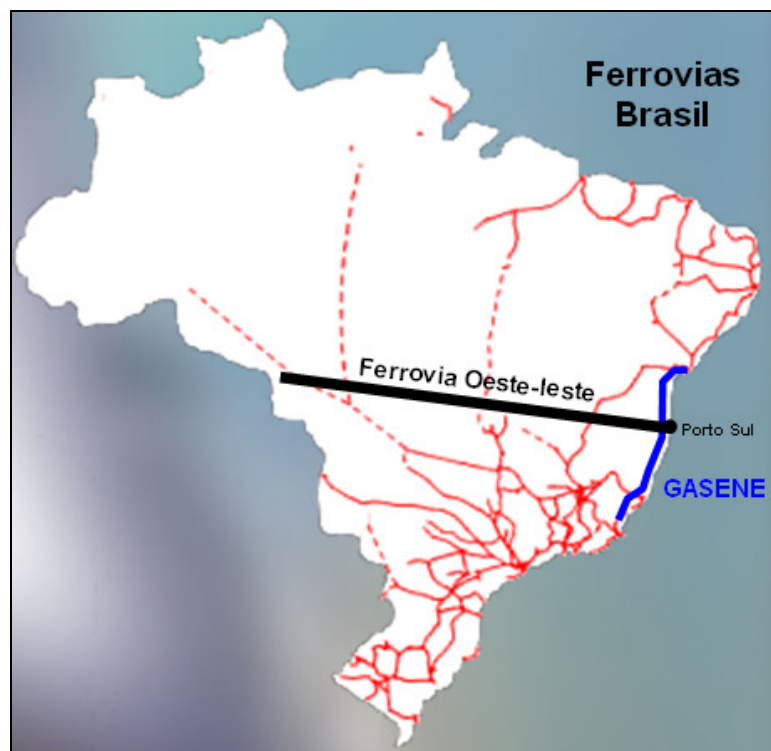 Ferrovias
Brasil
Ferrovia Oeste-leste
Porto Sul
GASENE